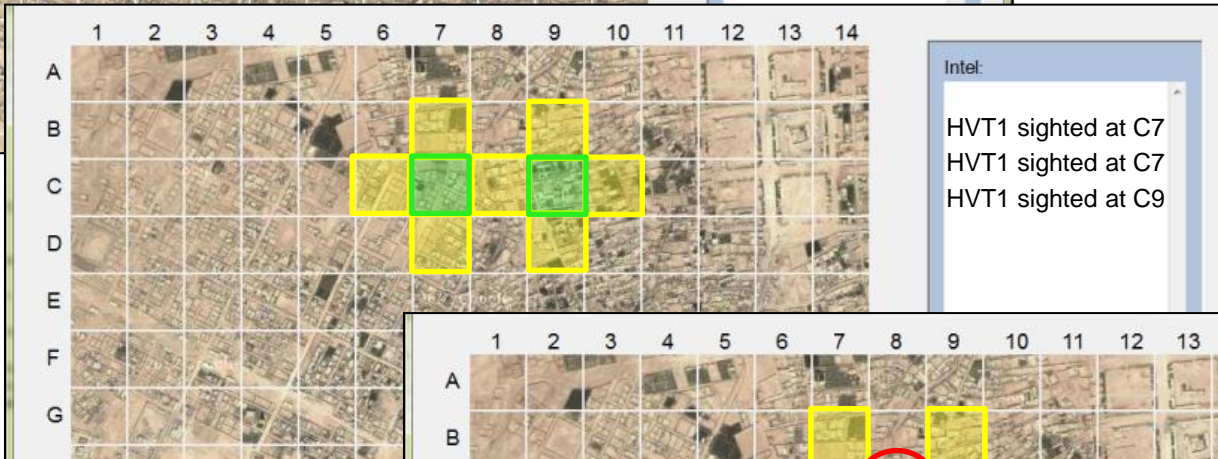 1 2 3 4 5 6 7 8 9 10 11 12 13 14
A
B
C
D
E
F
G
Intel:
HVT1 sighted at C7
HVT1 sighted at C7
HVT1 sighted at C9
1 2 3 4 5 6 7 8 9 10 11 12 13
A
B